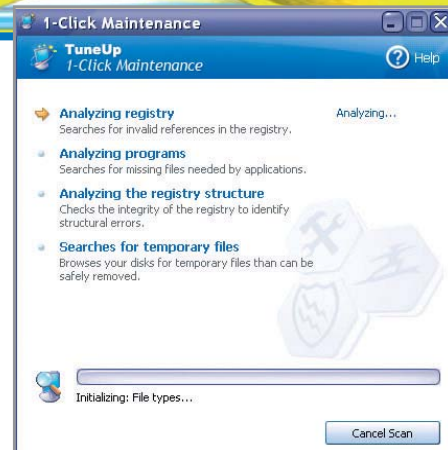 1-Click Maintenance
TuneUp
1-Click Maintenance
Help
Analyzing registry
Analyzing...
Searches for invalid references in the registry.
Analyzing programs
Searches for missing files needed by applications.
Analyzing the registry structure
Checks the integrity of the registry to identify
structural errors.
Searches for temporary files
Browses your disks for temporary files than can be
safely removed.
Initializing: File types...
Cancel Scan